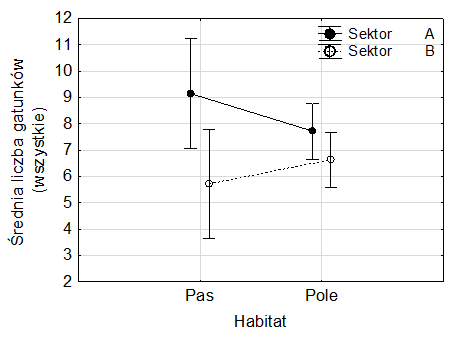 12
11
10
9
8
7
6
5
4
3
2
Średnia liczba gatunków
(wszystkie)
Sektor A
Sektor B
Pas Pole
Habitat